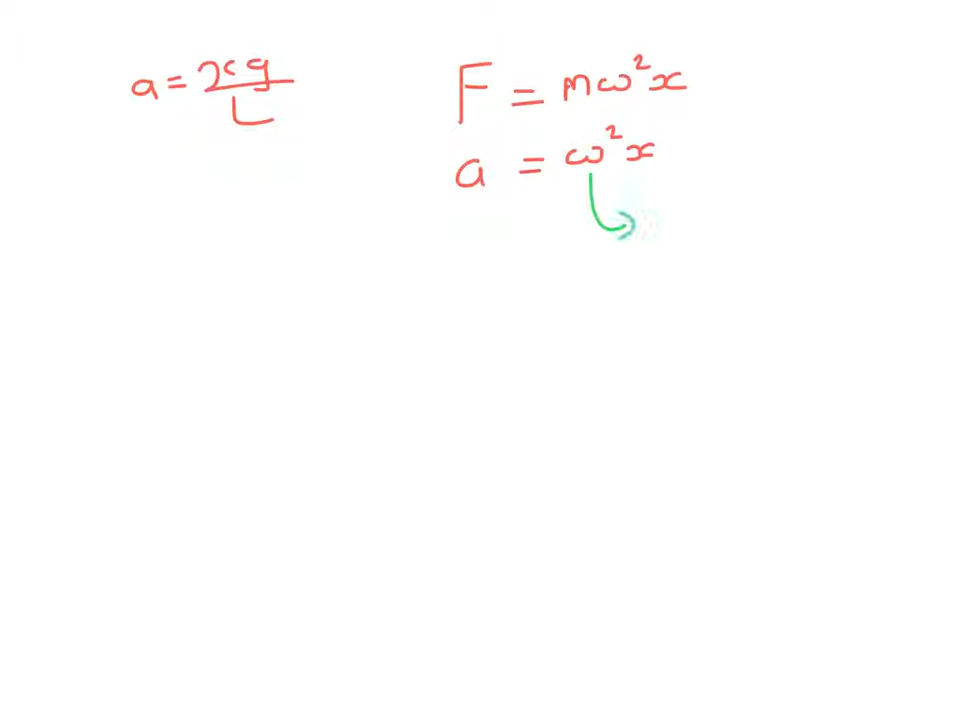 a = xg/L
F = mω²x
a = ω²x